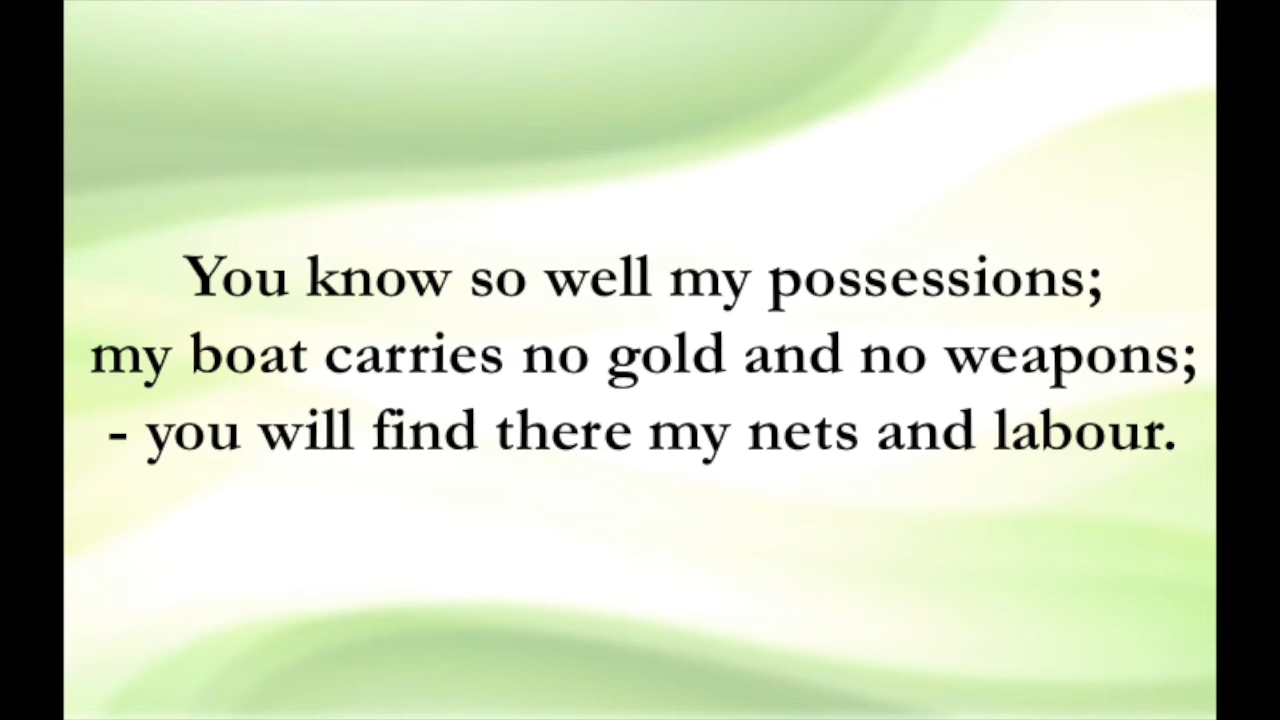 You know so well my possessions;
my boat carries no gold and no weapons;
- you will find there my nets and labour.